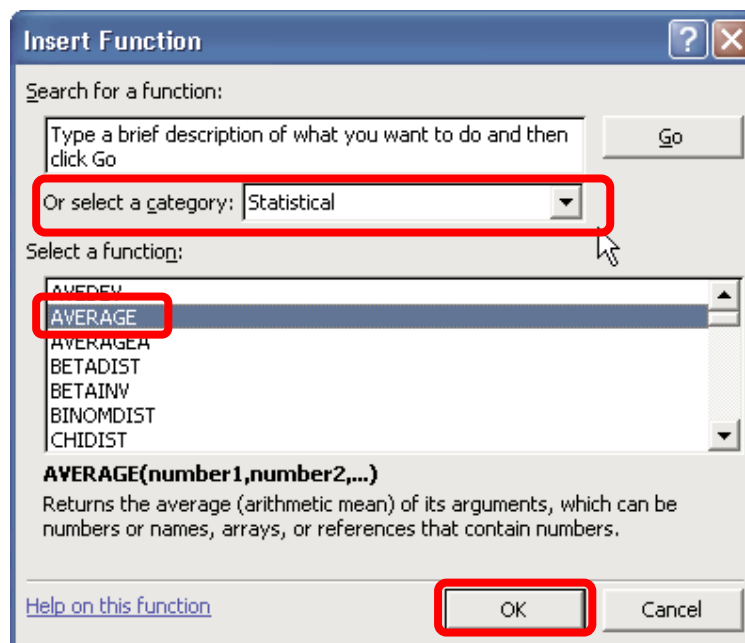 Insert Function
Search for a function:
Type a brief description of what you want to do and then
click Go
Go
Or select a category: Statistical
Select a function:
AVEDEV
AVERAGE
AVERAGEA
BETADIST
BETAINV
BINOMDIST
CHIDIST
AVERAGE(number1,number2,...)
Returns the average (arithmetic mean) of its arguments, which can be
numbers or names, arrays, or references that contain numbers.
Help on this function
OK
Cancel